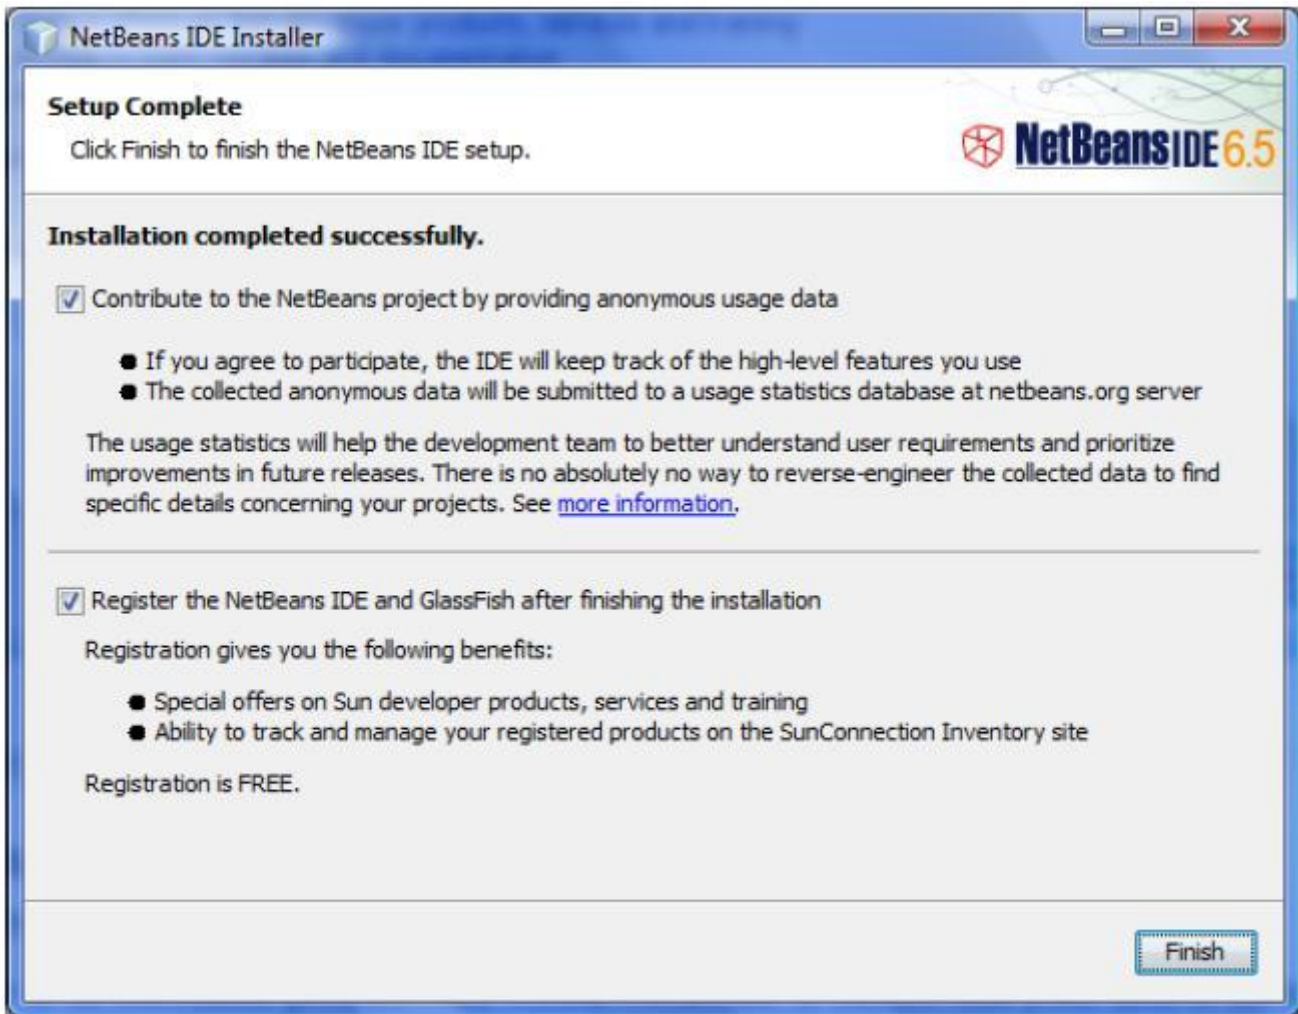 NetBeans IDE Installer
Setup Complete
Click Finish to finish the NetBeans IDE setup.
NetBeans IDE 6.5
Installation completed successfully.
Contribute to the NetBeans project by providing anonymous usage data
If you agree to participate, the IDE will keep track of the high-level features you use
The collected anonymous data will be submitted to a usage statistics database at netbeans.org server
The usage statistics will help the development team to better understand user requirements and prioritize
improvements in future releases. There is no absolutely no way to reverse-engineer the collected data to find
specific details concerning your projects. See more information.
Register the NetBeans IDE and GlassFish after finishing the installation
Registration gives you the following benefits:
Special offers on Sun developer products, services and training
Ability to track and manage your registered products on the SunConnection Inventory site
Registration is FREE.
Finish